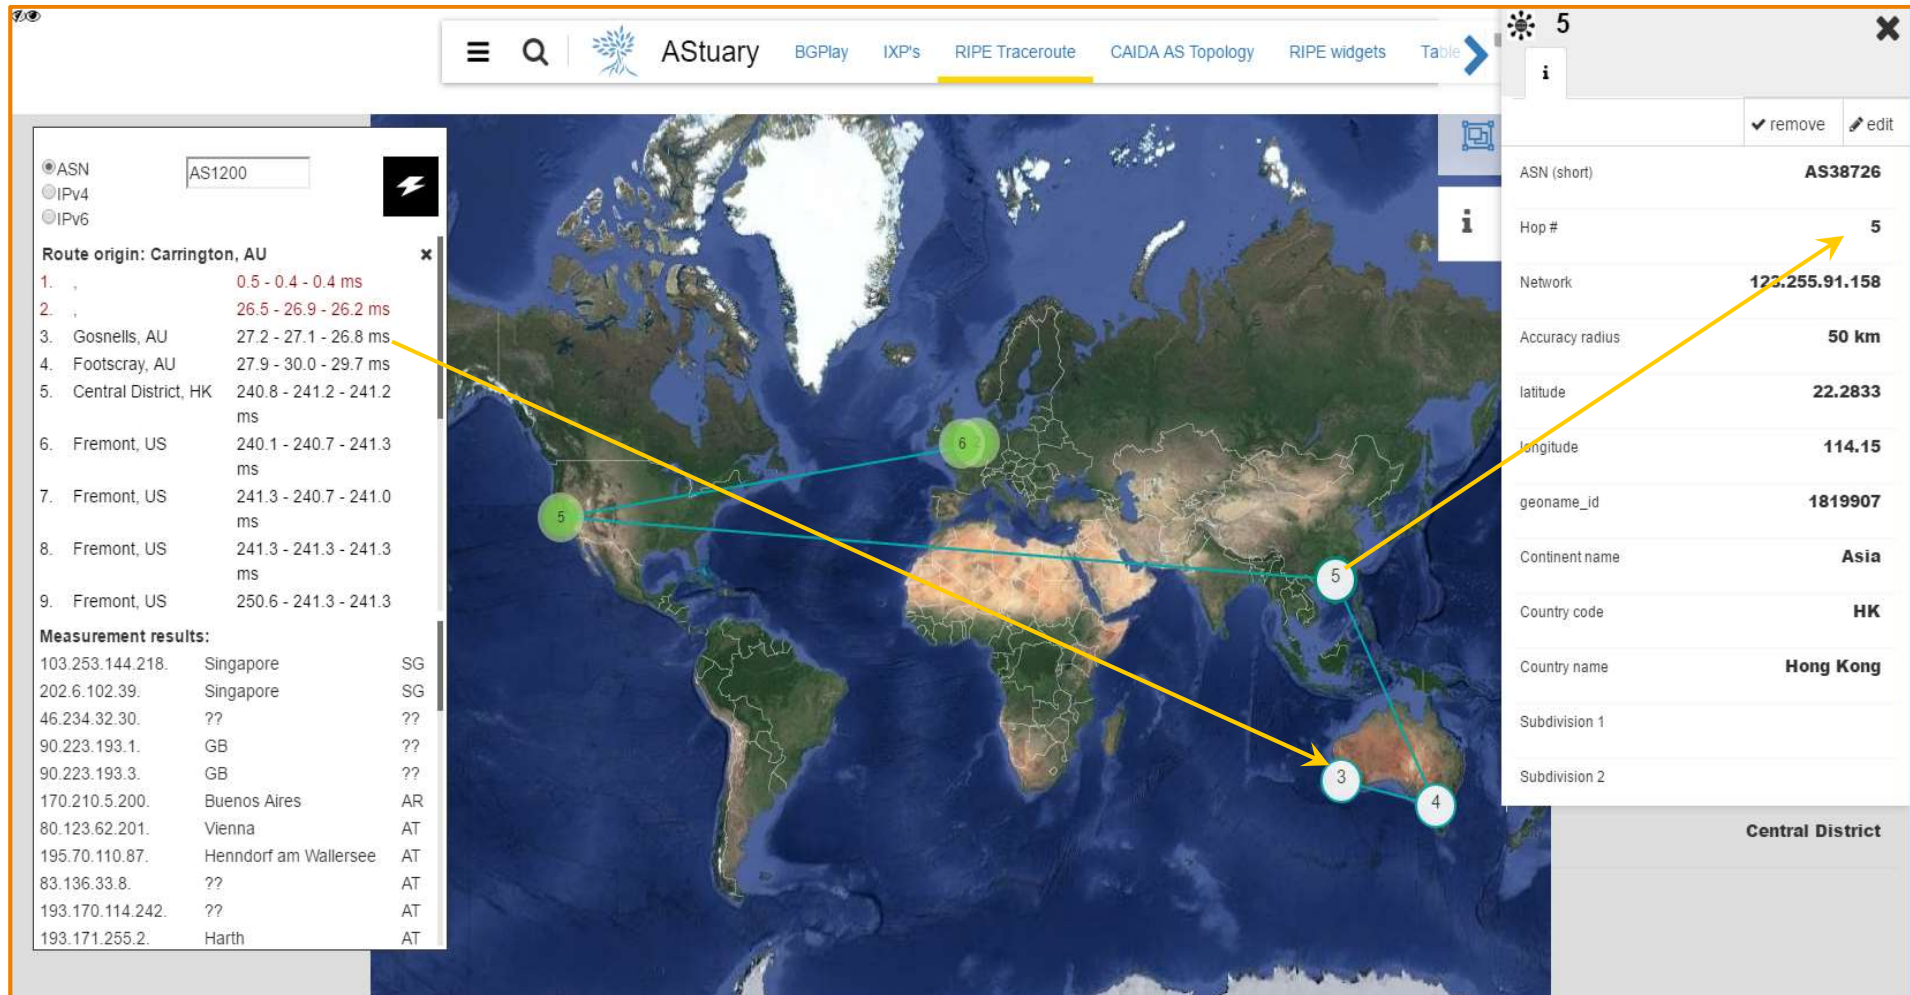 AStuary
BGPlay
IXP's
RIPE Traceroute
CAIDA AS Topology
RIPE widgets
Table
ASN
AS1200
IPv4
IPv6
Route origin: Carrington, AU
1. , 0.5 - 0.4 - 0.4 ms
2. , 26.5 - 26.9 - 26.2 ms
3. Gosnells, AU 27.2 - 27.1 - 26.8 ms
4. Footscray, AU 27.9 - 30.0 - 29.7 ms
5. Central District, HK 240.8 - 241.2 - 241.2
ms
6. Fremont, US 240.1 - 240.7 - 241.3
ms
7. Fremont, US 241.3 - 240.7 - 241.0
ms
8. Fremont, US 241.3 - 241.3 - 241.3
ms
9. Fremont, US 250.6 - 241.3 - 241.3
Measurement results:
103.253.144.218. Singapore SG
202.6.102.39. Singapore SG
46.234.32.30. ?? ??
90.223.193.1. GB ??
90.223.193.3. GB ??
170.210.5.200. Buenos Aires AR
80.123.62.201. Vienna AT
195.70.110.87. Henndorf am Wallersee AT
83.136.33.8. ?? AT
193.170.114.242. ?? AT
193.171.255.2. Harth AT
6 2
5
5
3
4
i
5
i
remove edit
ASN (short) AS38726
Hop # 5
Network 123.255.91.158
Accuracy radius 50 km
latitude 22.2833
longitude 114.15
geoname_id 1819907
Continent name Asia
Country code HK
Country name Hong Kong
Subdivision 1
Subdivision 2
Central District